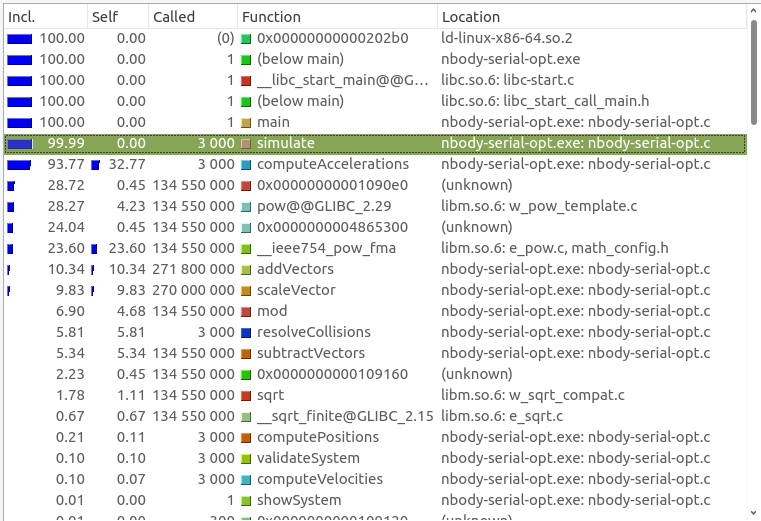 Incl. Self Called Function Location
100.00 0.00 (0) 0x00000000000202b0 ld-linux-x86-64.so.2
100.00 0.00 1 (below main) nbody-serial-opt.exe
100.00 0.00 1 __libc_start_main@@G... libc.so.6: libc-start.c
100.00 0.00 1 (below main) libc.so.6: libc_start_call_main.h
100.00 0.00 1 main nbody-serial-opt.exe: nbody-serial-opt.c
99.99 0.00 3 000 simulate nbody-serial-opt.exe: nbody-serial-opt.c
93.77 32.77 3 000 computeAccelerations nbody-serial-opt.exe: nbody-serial-opt.c
28.72 0.45 134 550 000 0x00000000001090e0 (unknown)
28.27 4.23 134 550 000 pow@@GLIBC_2.29 libm.so.6: w_pow_template.c
24.04 0.45 134 550 000 0x0000000004865300 (unknown)
23.60 23.60 134 550 000 __ieee754_pow_fma libm.so.6: e_pow.c, math_config.h
10.34 10.34 271 800 000 addVectors nbody-serial-opt.exe: nbody-serial-opt.c
9.83 9.83 270 000 000 scaleVector nbody-serial-opt.exe: nbody-serial-opt.c
6.90 4.68 134 550 000 mod nbody-serial-opt.exe: nbody-serial-opt.c
5.81 5.81 3 000 resolveCollisions nbody-serial-opt.exe: nbody-serial-opt.c
5.34 5.34 134 550 000 subtractVectors nbody-serial-opt.exe: nbody-serial-opt.c
2.23 0.45 134 550 000 0x0000000000109160 (unknown)
1.78 1.11 134 550 000 sqrt libm.so.6: w_sqrt_compat.c
0.67 0.67 134 550 000 __sqrt_finite@GLIBC_2.15 libm.so.6: e_sqrt.c
0.21 0.11 3 000 computePositions nbody-serial-opt.exe: nbody-serial-opt.c
0.10 0.10 3 000 validateSystem nbody-serial-opt.exe: nbody-serial-opt.c
0.10 0.07 3 000 computeVelocities nbody-serial-opt.exe: nbody-serial-opt.c
0.01 0.00 1 showSystem nbody-serial-opt.exe: nbody-serial-opt.c
0.01 0.00 300 0x0000000000109120 (unknown)